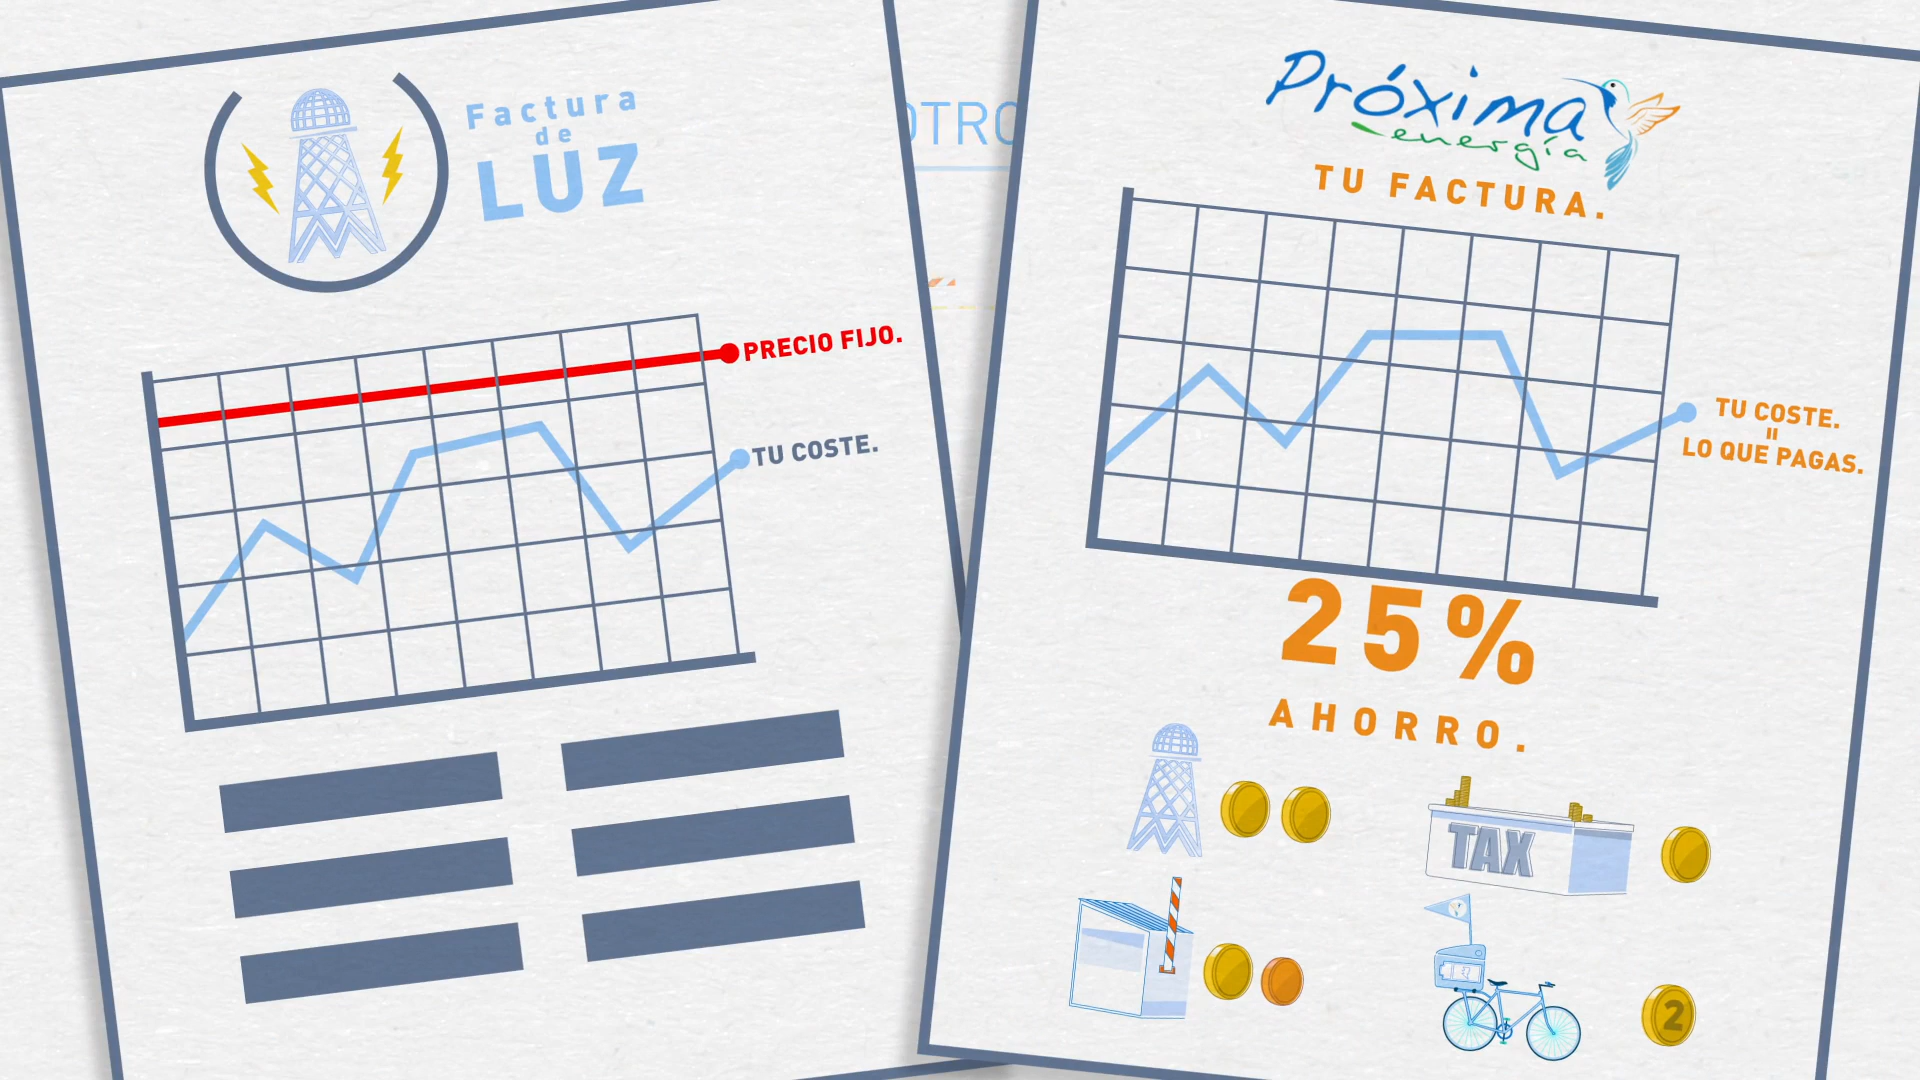 Factura
de
LUZ
PRECIO FIJO.
TU COSTE.
OTRO
Próxima
energía
TU FACTURA.
TU COSTE.
=
LO QUE PAGAS.
25%
AHORRO.
TAX
2